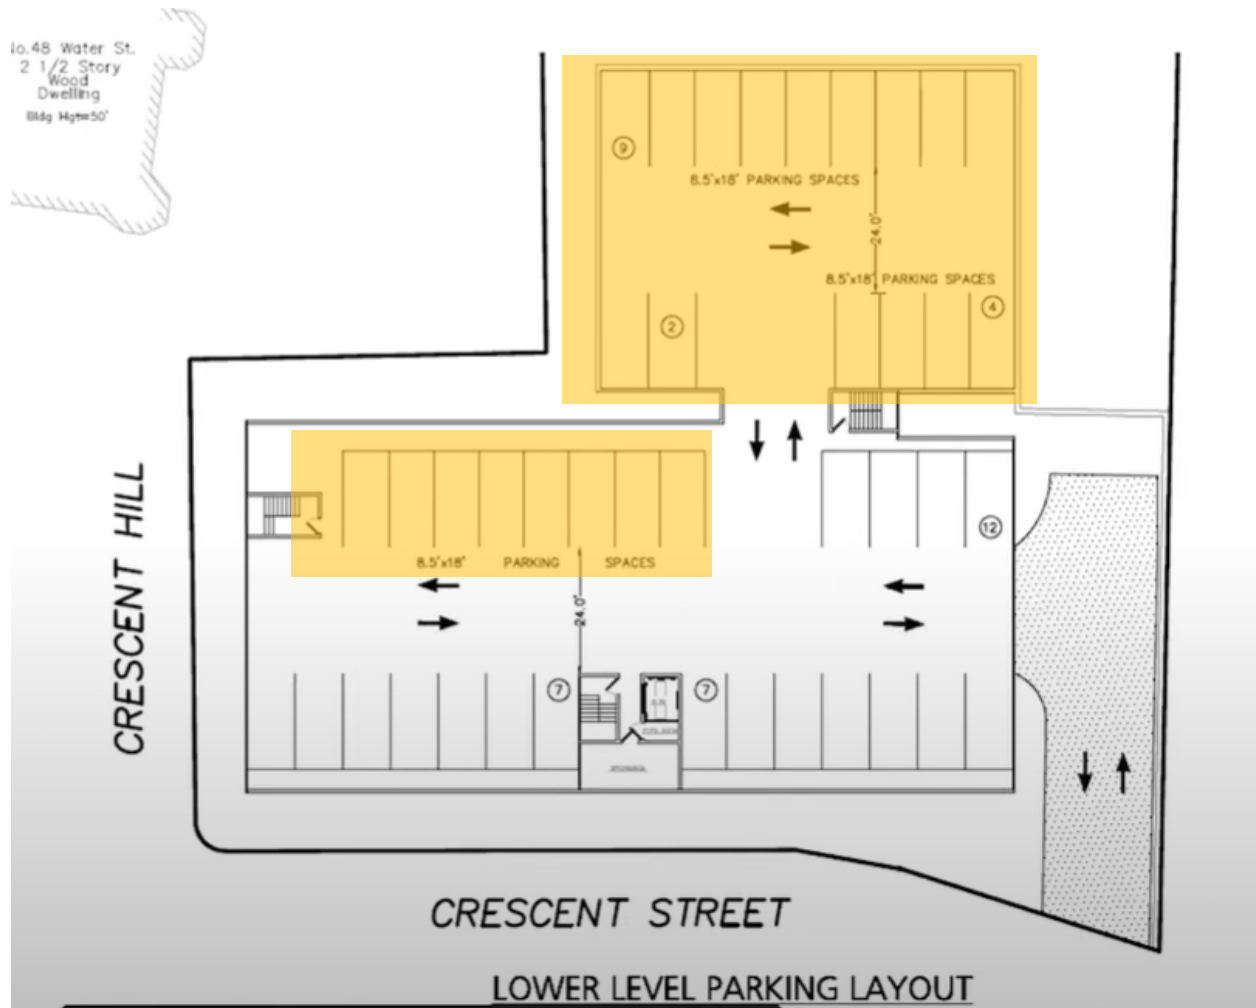 No.48 Water St.
2 1/2 Story
Wood
Dwelling
Bldg Hgt=50'
9
8.5'x18' PARKING SPACES
24.0'
8.5'x18' PARKING SPACES
2
4
12
8.5'x18' PARKING SPACES
24.0'
7
7
CRESCENT HILL
CRESCENT STREET
LOWER LEVEL PARKING LAYOUT